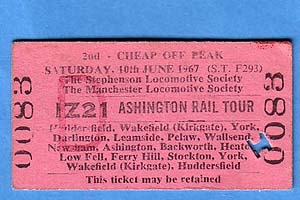 2nd - CHEAP OFF PEAK
SATURDAY, 10th JUNE 1967 (S.T. F293)
The Stephenson Locomotive Society
The Manchester Locomotive Society
1Z21 ASHINGTON RAIL TOUR
Huddersfield, Wakefield (Kirkgate), York,
Darlington, Leamside, Pelaw, Wallsend,
Newsham, Ashington, Backworth, Heaton,
Low Fell, Ferry Hill, Stockton, York,
Wakefield (Kirkgate), Huddersfield
This ticket may be retained
0083
0083